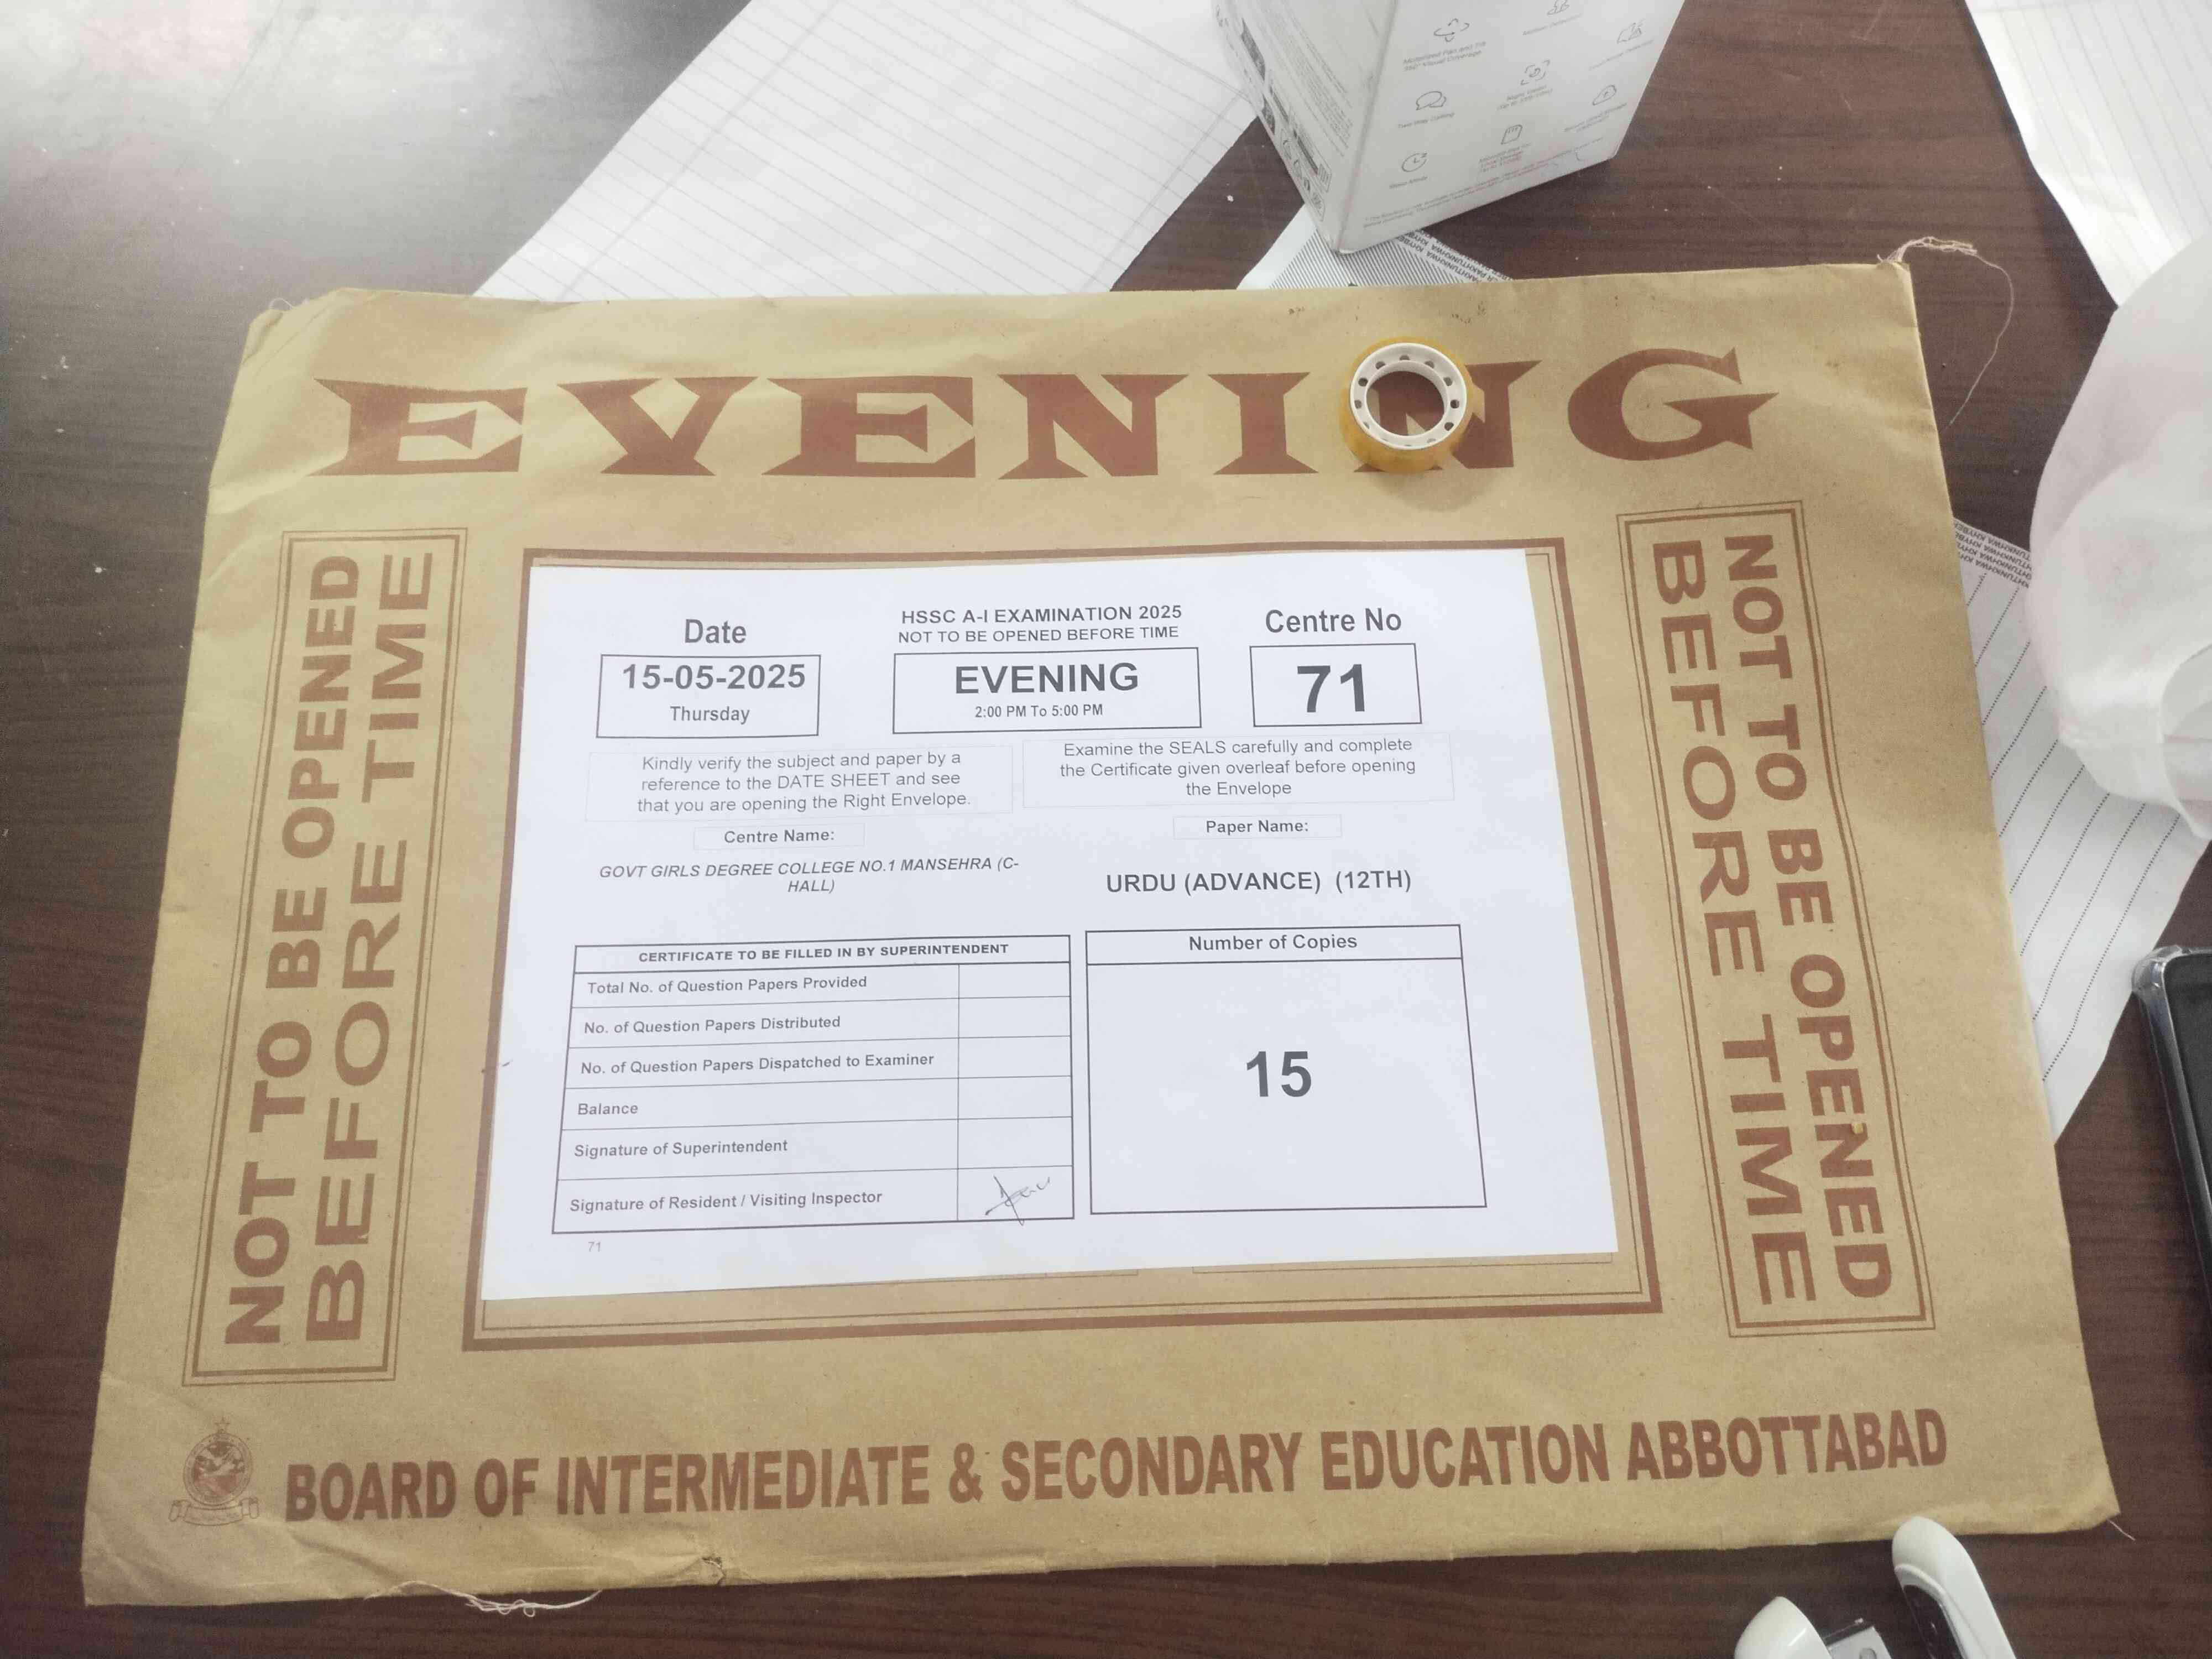 EVENING
NOT TO BE OPENED
BEFORE TIME
Date
15-05-2025
Thursday
HSSC A-I EXAMINATION 2025
NOT TO BE OPENED BEFORE TIME
EVENING
2:00 PM To 5:00 PM
Centre No
71
Kindly verify the subject and paper by a
reference to the DATE SHEET and see
that you are opening the Right Envelope.
Examine the SEALS carefully and complete
the Certificate given overleaf before opening
the Envelope
Centre Name:
GOVT GIRLS DEGREE COLLEGE NO.1 MANSEHRA (C-
HALL)
Paper Name:
URDU (ADVANCE) (12TH)
CERTIFICATE TO BE FILLED IN BY SUPERINTENDENT
Total No. of Question Papers Provided
No. of Question Papers Distributed
No. of Question Papers Dispatched to Examiner
Balance
Signature of Superintendent
Signature of Resident / Visiting Inspector
71
Number of Copies
15
NOT TO BE OPENED
BEFORE TIME
BOARD OF INTERMEDIATE & SECONDARY EDUCATION ABBOTTABAD